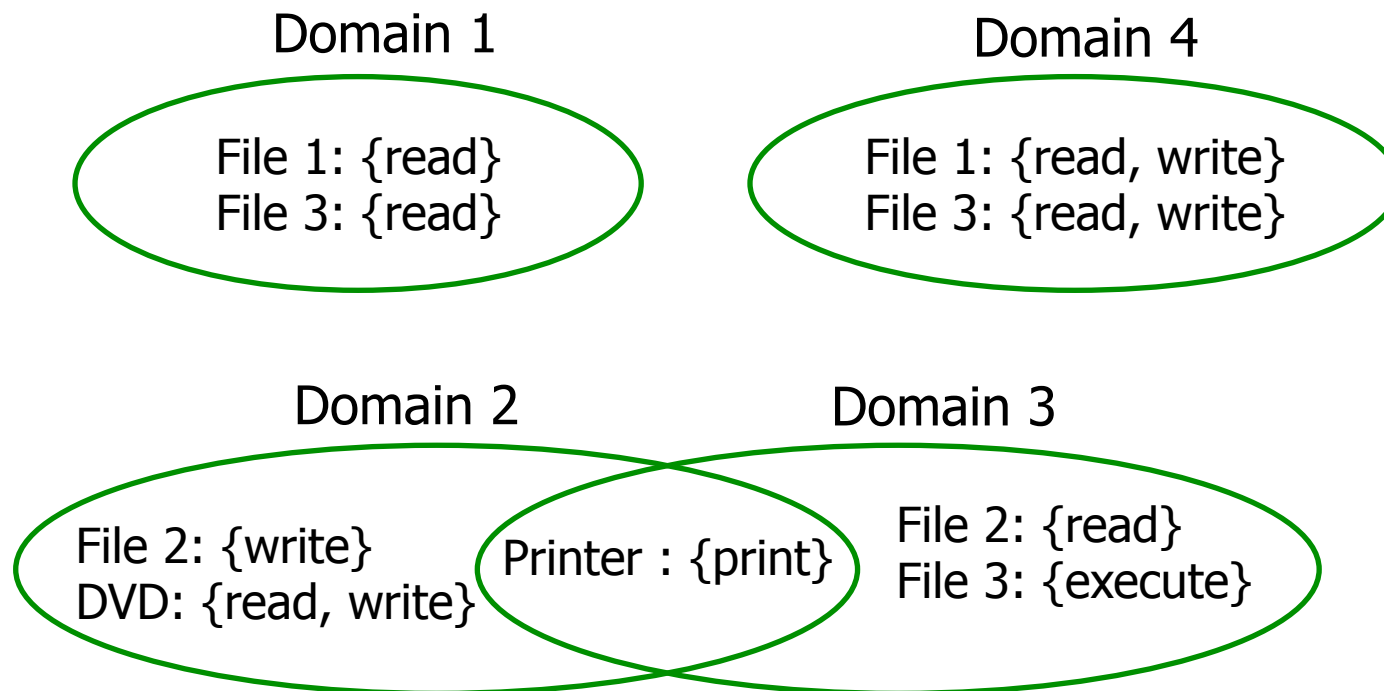 Domain 1
File 1: {read}
File 3: {read}
Domain 4
File 1: {read, write}
File 3: {read, write}
Domain 2
File 2: {write}
DVD: {read, write}
Printer : {print}
Domain 3
File 2: {read}
File 3: {execute}